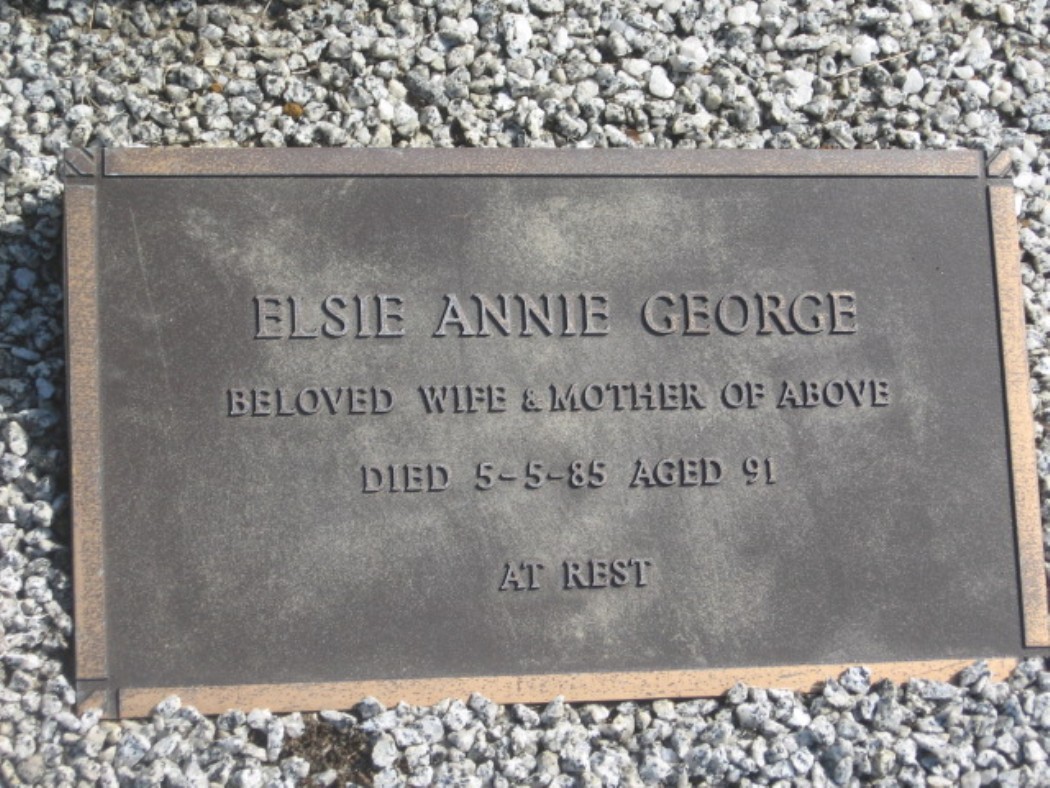 ELSIE ANNIE GEORGE
BELOVED WIFE & MOTHER OF ABOVE
DIED 5-5-85 AGED 91
AT REST